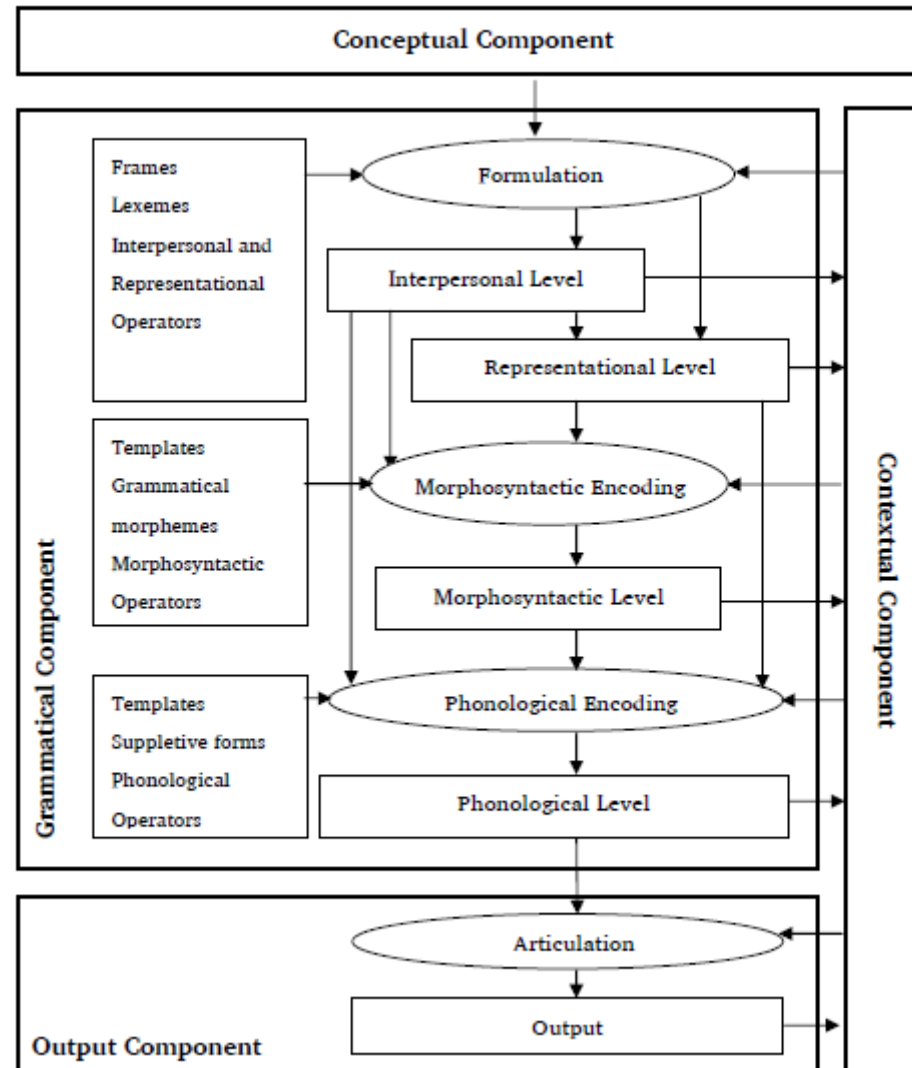 Conceptual Component
Formulation
Frames
Lexemes
Interpersonal and
Representational
Operators
Interpersonal Level
Representational Level
Templates
Grammatical
morphemes
Morphosyntactic
Operators
Morphosyntactic Encoding
Morphosyntactic Level
Templates
Suppletive forms
Phonological
Operators
Phonological Encoding
Phonological Level
Grammatical Component
Contextual Component
Articulation
Output
Output Component